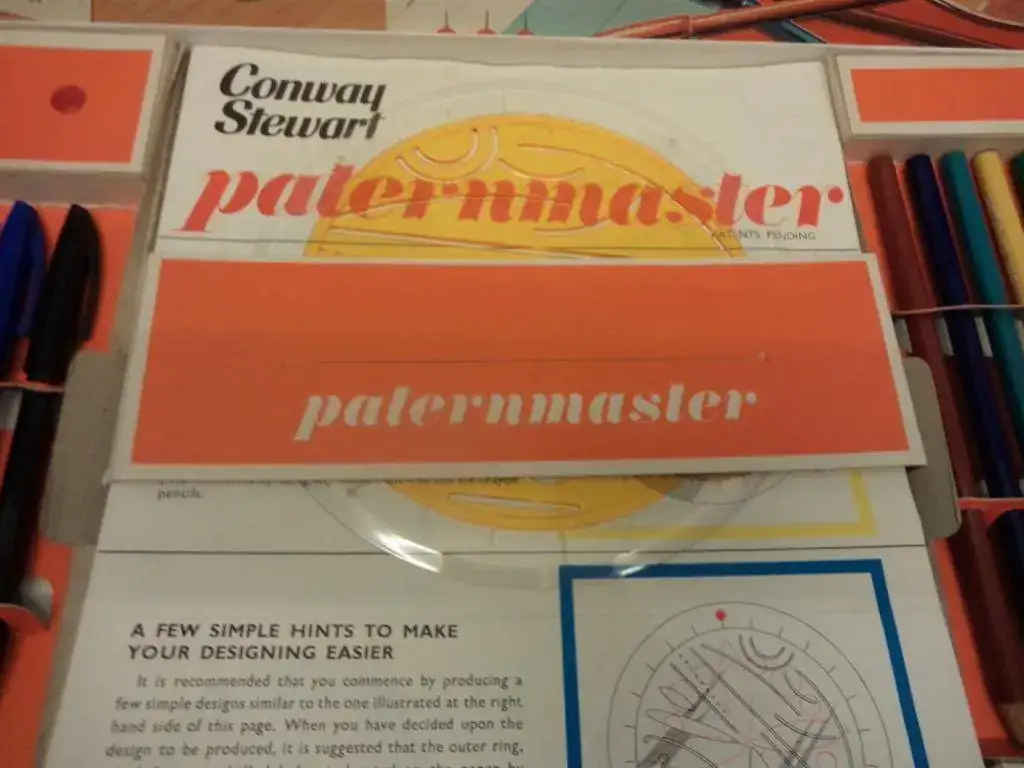 Conway
Stewart
paternmaster
PATENTS PENDING
paternmaster
pencils.
A FEW SIMPLE HINTS TO MAKE
YOUR DESIGNING EASIER
It is recommended that you commence by producing a
few simple designs similar to the one illustrated at the right
hand side of this page. When you have decided upon the
design to be produced, it is suggested that the outer ring,